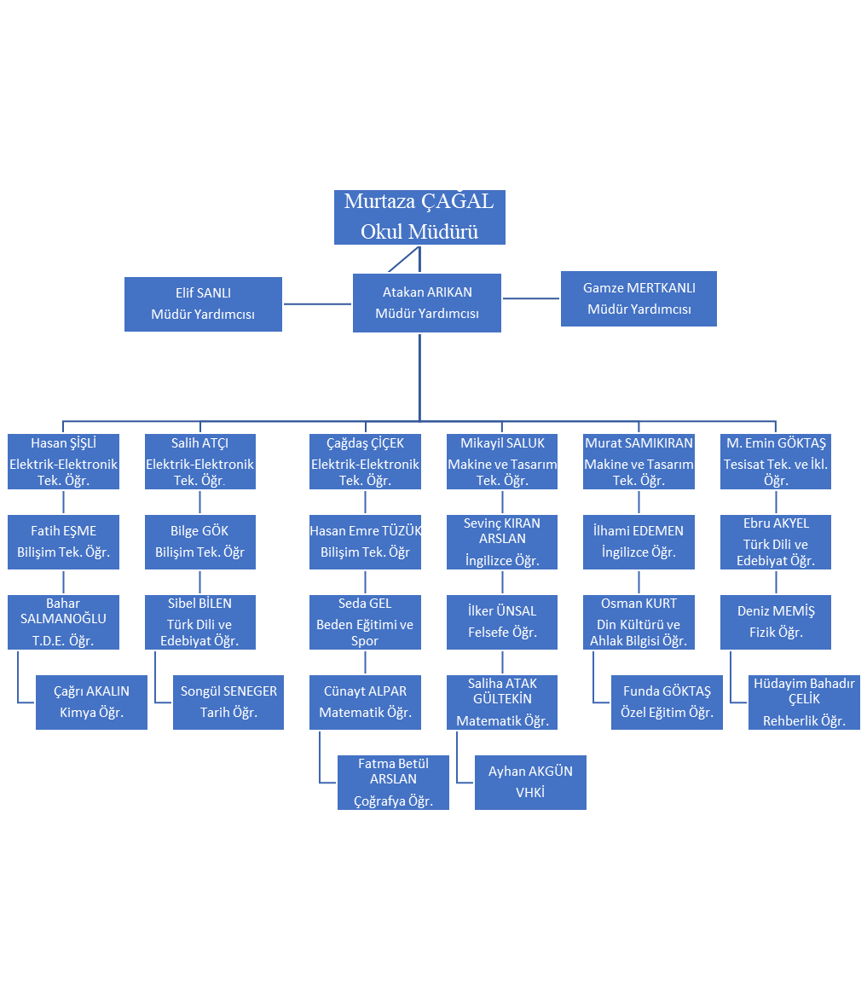 Murtaza ÇAĞAL
Okul Müdürü
Elif SANLI
Müdür Yardımcısı
Atakan ARIKAN
Müdür Yardımcısı
Gamze MERTKANLI
Müdür Yardımcısı
Hasan ŞİŞLİ
Elektrik-Elektronik
Tek. Öğr.
Salih ATÇI
Elektrik-Elektronik
Tek. Öğr.
Çağdaş ÇİÇEK
Elektrik-Elektronik
Tek. Öğr.
Mikayil SALUK
Makine ve Tasarım
Tek. Öğr.
Murat SAMIKIRAN
Makine ve Tasarım
Tek. Öğr.
M. Emin GÖKTAŞ
Tesisat Tek. ve İkl.
Öğr.
Fatih EŞME
Bilişim Tek. Öğr.
Bilge GÖK
Bilişim Tek. Öğr
Hasan Emre TÜZÜK
Bilişim Tek. Öğr
Sevinç KIRAN
ARSLAN
İngilizce Öğr.
İlhami EDEMEN
İngilizce Öğr.
Ebru AKYEL
Türk Dili ve
Edebiyat Öğr.
Bahar
SALMANOĞLU
T.D.E. Öğr.
Sibel BİLEN
Türk Dili ve
Edebiyat Öğr.
Seda GEL
Beden Eğitimi ve
Spor
İlker ÜNSAL
Felsefe Öğr.
Osman KURT
Din Kültürü ve
Ahlak Bilgisi Öğr.
Deniz MEMİŞ
Fizik Öğr.
Çağrı AKALIN
Kimya Öğr.
Songül SENEGER
Tarih Öğr.
Cünayt ALPAR
Matematik Öğr.
Saliha ATAK
GÜLTEKİN
Matematik Öğr.
Funda GÖKTAŞ
Özel Eğitim Öğr.
Hüdayim Bahadır
ÇELİK
Rehberlik Öğr.
Fatma Betül
ARSLAN
Çoğrafya Öğr.
Ayhan AKGÜN
VHKİ